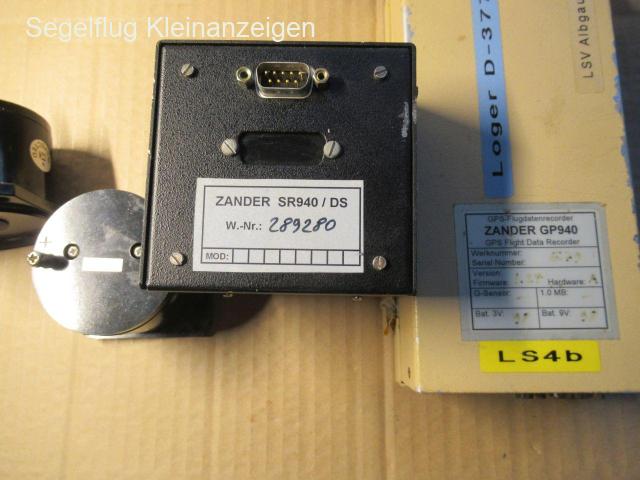 Segelflug Kleinanzeigen
ZANDER SR940 / DS
W.-Nr.: 289280
MOD:
+
Loger D-377
LSV Albgau
GPS-Flugdatenrecorder
ZANDER GP940
GPS Flight Data Recorder
Werknummer:
Serial Number:
Version:
Firmware: Hardware: A
G-Sensor: 1.0 MB:
Bat. 3V: Bat. 9V:
LS4b